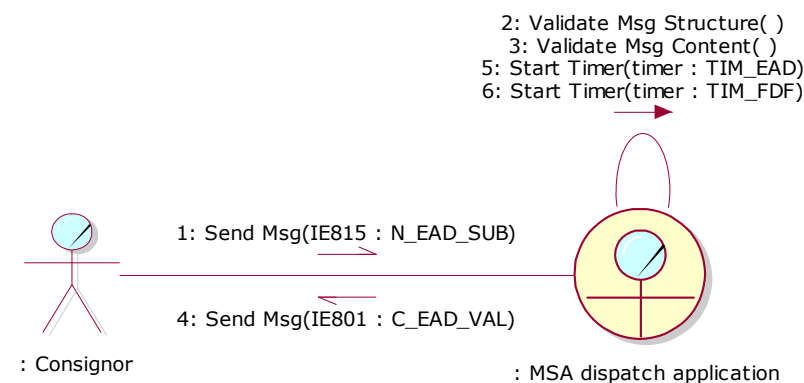 2: Validate Msg Structure( )
3: Validate Msg Content( )
5: Start Timer(timer : TIM_EAD)
6: Start Timer(timer : TIM_FDF)
1: Send Msg(IE815 : N_EAD_SUB)
4: Send Msg(IE801 : C_EAD_VAL)
: Consignor
: MSA dispatch application